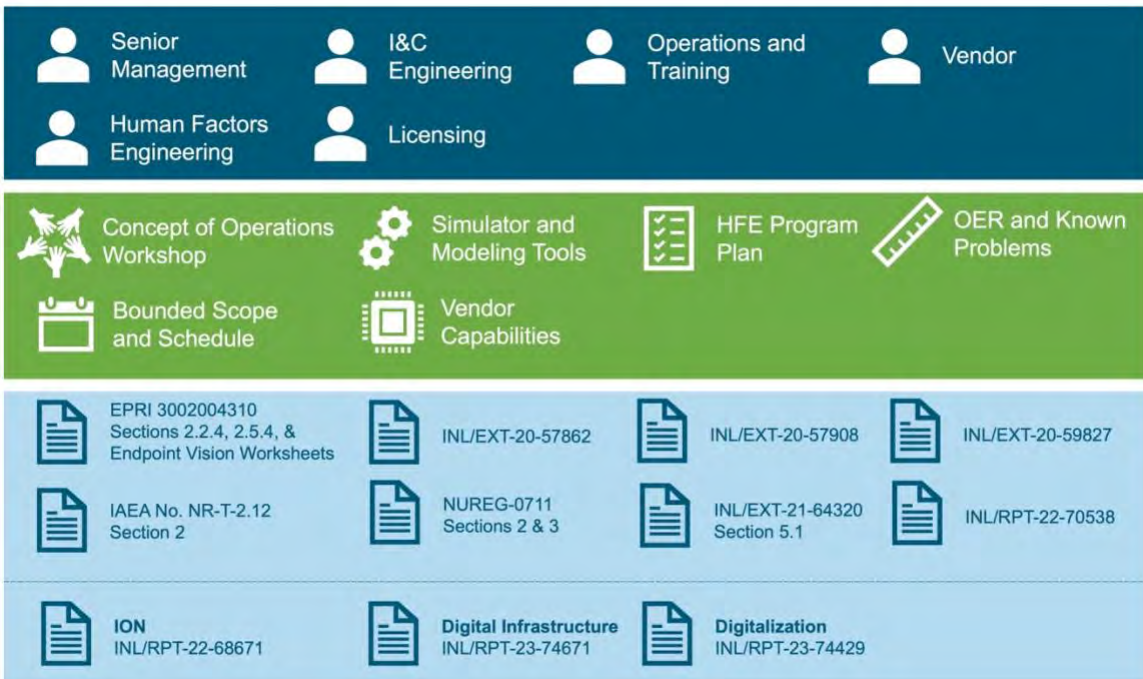 Senior
Management
I&C
Engineering
Operations and
Training
Vendor
Human Factors
Engineering
Licensing
Concept of Operations
Workshop
Simulator and
Modeling Tools
HFE Program
Plan
OER and Known
Problems
Bounded Scope
and Schedule
Vendor
Capabilities
EPRI 3002004310
Sections 2.2.4, 2.5.4, &
Endpoint Vision Worksheets
INL/EXT-20-57862
INL/EXT-20-57908
INL/EXT-20-59827
IAEA No. NR-T-2.12
Section 2
NUREG-0711
Sections 2 & 3
INL/EXT-21-64320
Section 5.1
INL/RPT-22-70538
ION
INL/RPT-22-68671
Digital Infrastructure
INL/RPT-23-74671
Digitalization
INL/RPT-23-74429